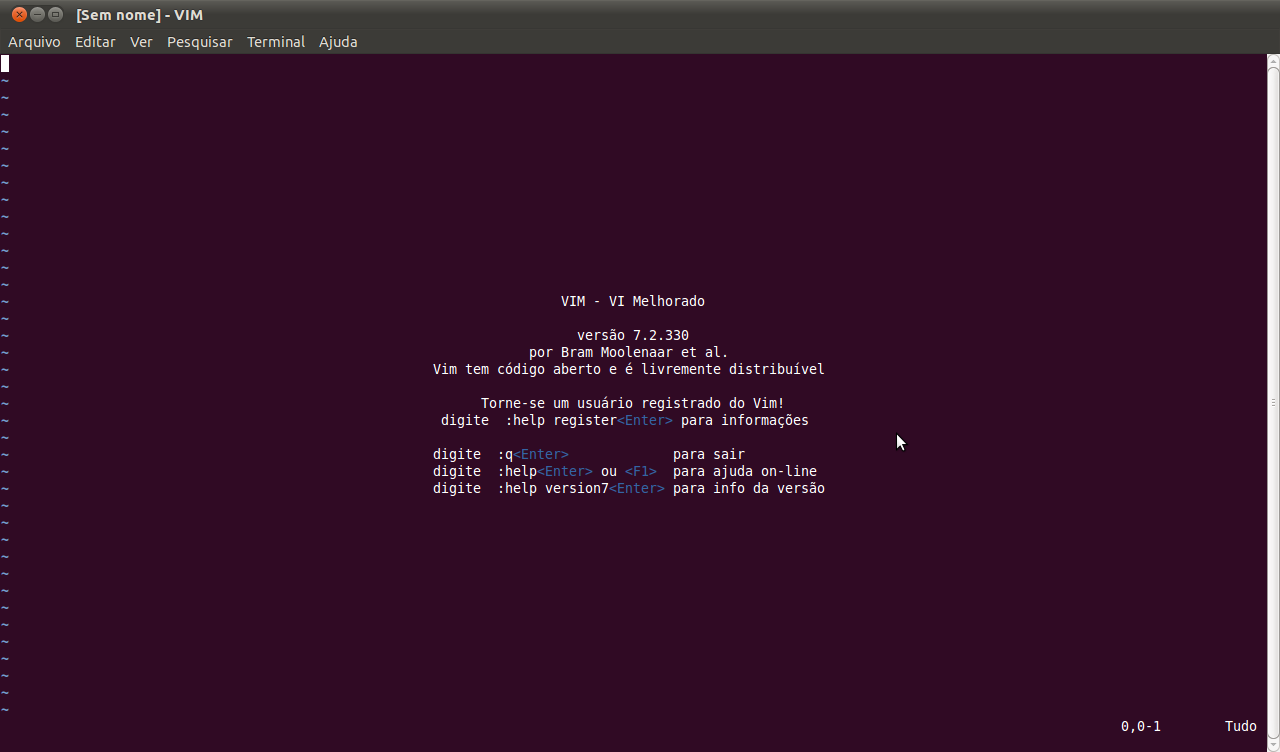 [Sem nome] - VIM
Arquivo Editar Ver Pesquisar Terminal Ajuda
~
~
~
~
~
~
~
~
~
~
~
~
~
~ VIM - VI Melhorado
~
~ versão 7.2.330
~ por Bram Moolenaar et al.
~ Vim tem código aberto e é livremente distribuível
~
~ Torne-se um usuário registrado do Vim!
~ digite  :help register<Enter> para informações
~
~ digite  :q<Enter>             para sair
~ digite  :help<Enter> ou <F1>  para ajuda on-line
~ digite  :help version7<Enter> para info da versão
~
~
~
~
~
~
~
~
~
~
~
~
~
0,0-1 Tudo